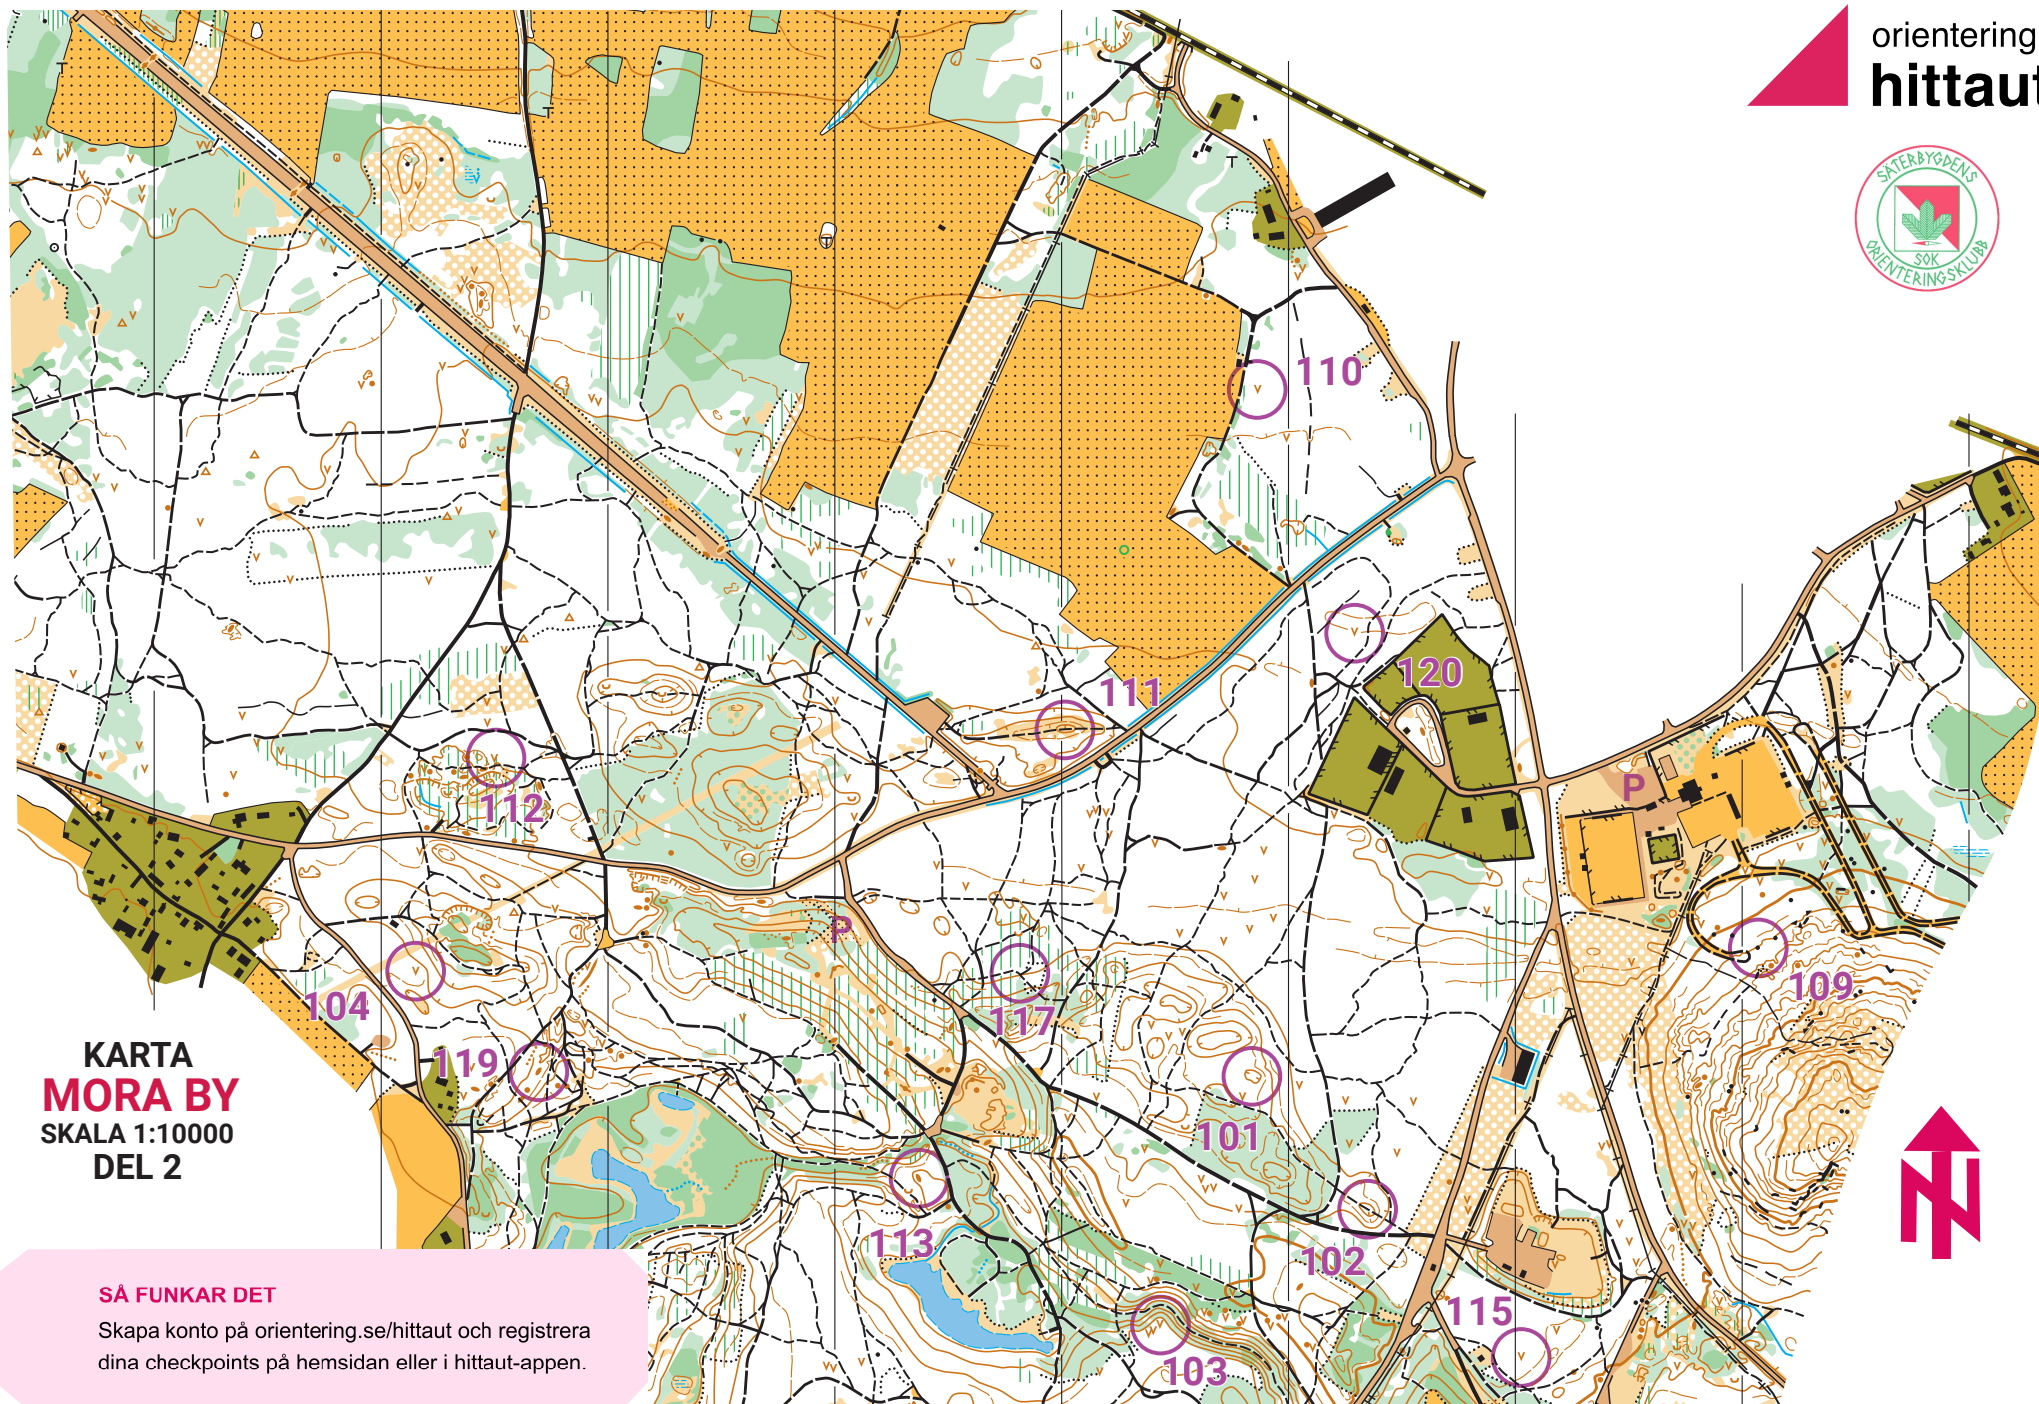 orientering
hittaut
SÄTERBYGDENS
SOK
ORIENTERINGSKLUBB
110
120
111
P
112
P
109
104
117
119
101
113
102
115
103
KARTA
MORA BY
SKALA 1:10000
DEL 2
N
SÅ FUNKAR DET
Skapa konto på orientering.se/hittaut och registrera
dina checkpoints på hemsidan eller i hittaut-appen.